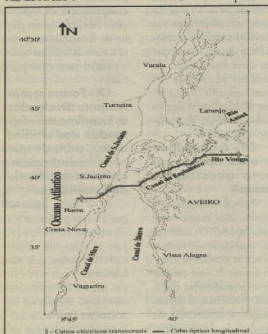 40°50'
N
Varela
45'
Torreira
Laranjo
Rio
Antuã
Canal de S. Jacinto
Oceano Atlântico
40'
S.Jacinto
Canal do Espinheiro
Rio Vouga
Barra
AVEIRO
Costa Nova
35'
Canal de Mira
Canal de Ílhavo
Vista Alegre
Vagueira
8°45'
40'
Cabos eléctricos transversais
Cabo óptico longitudinal